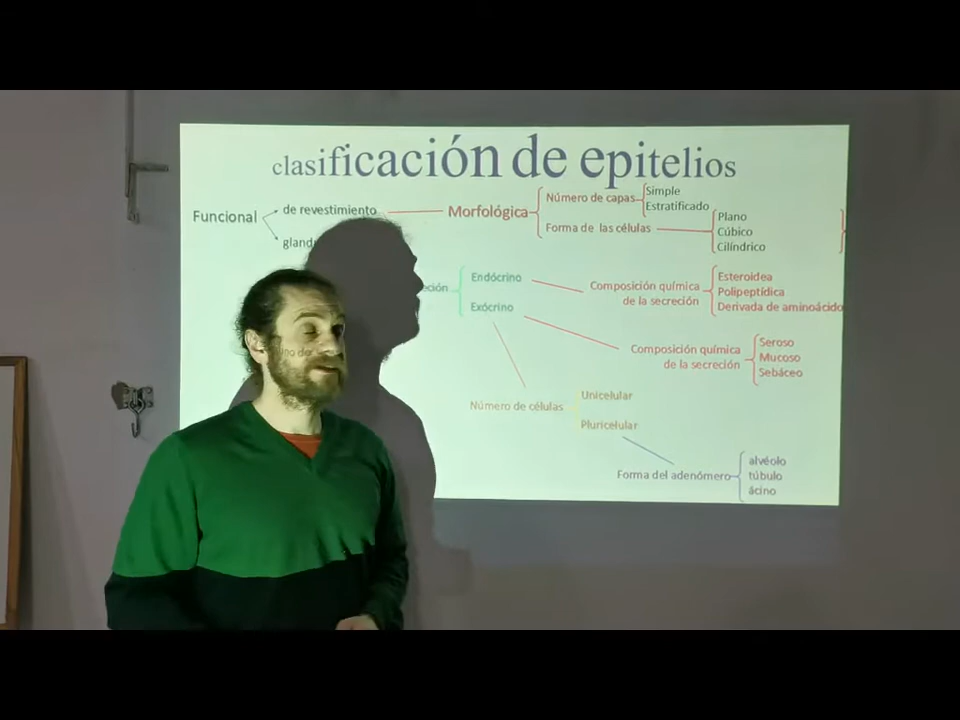 clasificación de epitelios
Funcional
de revestimiento
Morfológica
Número de capas
Simple
Estratificado
Forma de las células
Plano
Cúbico
Cilíndrico
Endócrino
Composición química
de la secreción
Esteroidea
Polipeptídica
Derivada de aminoácido
Exócrino
Composición química
de la secreción
Seroso
Mucoso
Sebáceo
Número de células
Unicelular
Pluricelular
Forma del adenómero
alvéolo
túbulo
ácino